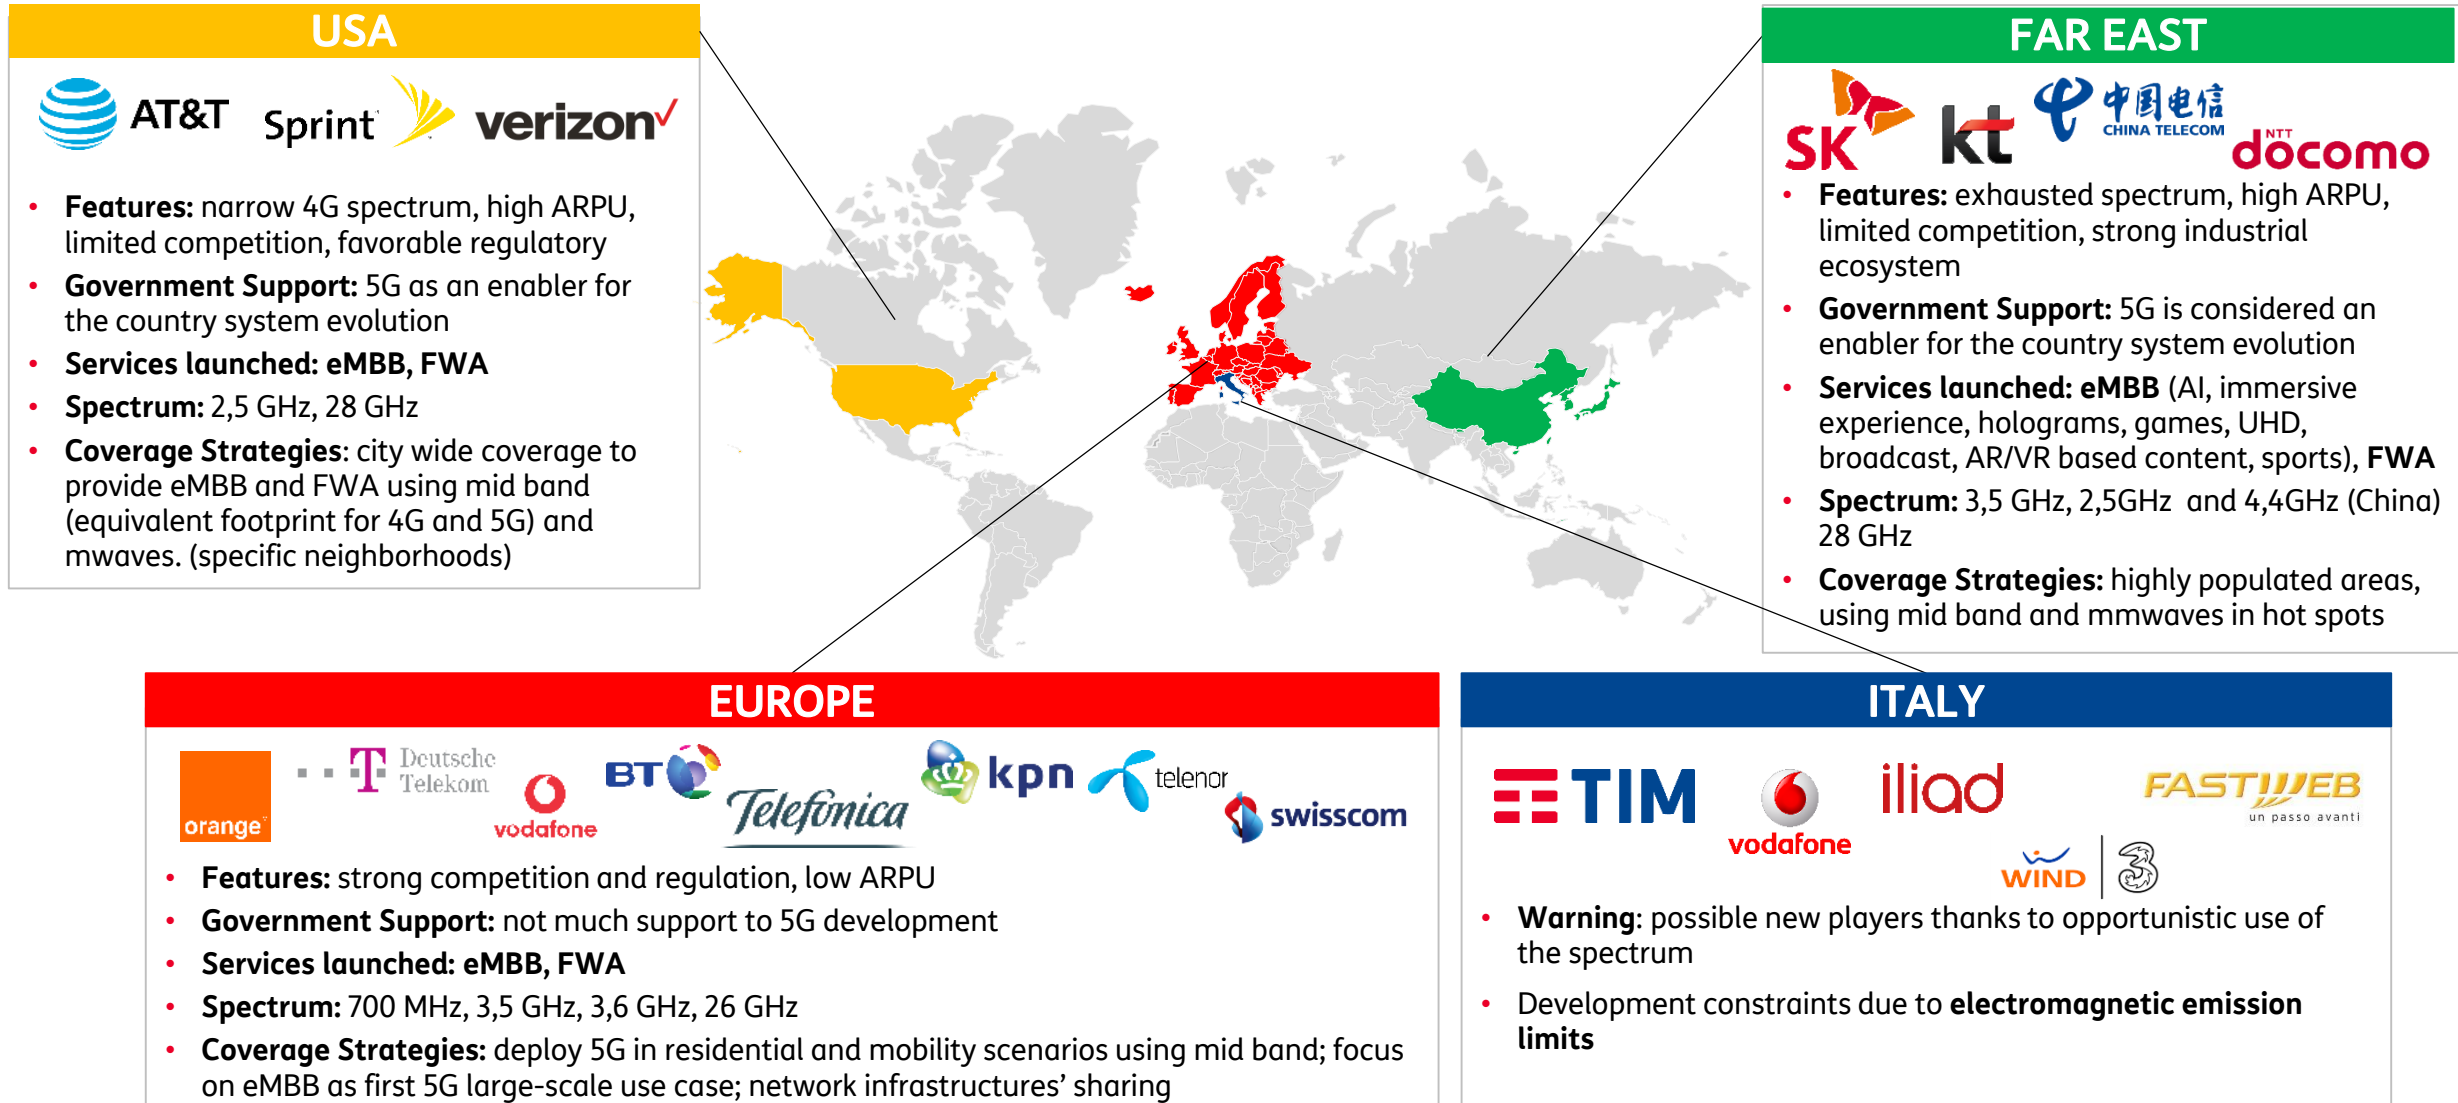 USA
AT&T
Sprint
verizon
• Features: narrow 4G spectrum, high ARPU,
limited competition, favorable regulatory
• Government Support: 5G as an enabler for
the country system evolution
• Services launched: eMBB, FWA
• Spectrum: 2,5 GHz, 28 GHz
• Coverage Strategies: city wide coverage to
provide eMBB and FWA using mid band
(equivalent footprint for 4G and 5G) and
mwaves. (specific neighborhoods)
FAR EAST
SK
kt
中国电信
CHINA TELECOM
NTT
docomo
• Features: exhausted spectrum, high ARPU,
limited competition, strong industrial
ecosystem
• Government Support: 5G is considered an
enabler for the country system evolution
• Services launched: eMBB (AI, immersive
experience, holograms, games, UHD,
broadcast, AR/VR based content, sports), FWA
• Spectrum: 3,5 GHz, 2,5GHz and 4,4GHz (China)
28 GHz
• Coverage Strategies: highly populated areas,
using mid band and mmwaves in hot spots
EUROPE
orange
T Deutsche
Telekom
vodafone
BT
Telefónica
kpn
telenor
swisscom
• Features: strong competition and regulation, low ARPU
• Government Support: not much support to 5G development
• Services launched: eMBB, FWA
• Spectrum: 700 MHz, 3,5 GHz, 3,6 GHz, 26 GHz
• Coverage Strategies: deploy 5G in residential and mobility scenarios using mid band; focus
on eMBB as first 5G large-scale use case; network infrastructures’ sharing
ITALY
TIM
vodafone
iliad
FASTWEB
un passo avanti
WIND 3
• Warning: possible new players thanks to opportunistic use of
the spectrum
• Development constraints due to electromagnetic emission
limits